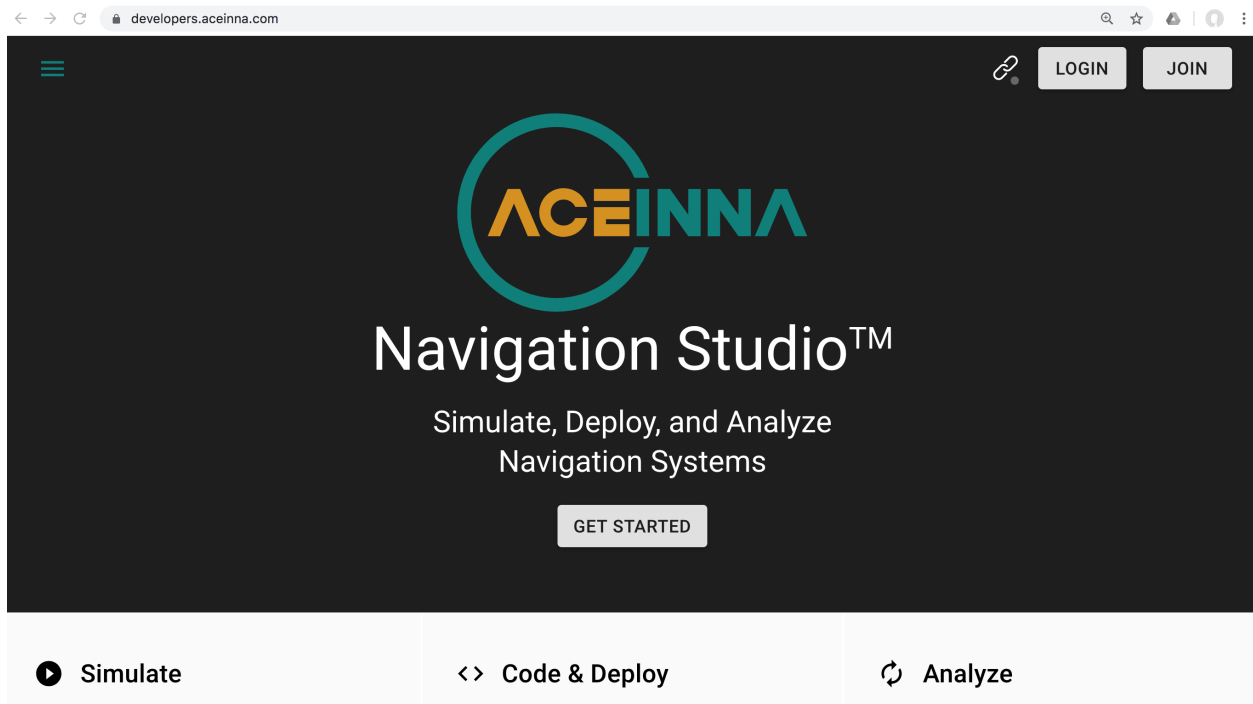 developers.aceinna.com
LOGIN
JOIN
ACEINNA
Navigation Studio™
Simulate, Deploy, and Analyze
Navigation Systems
GET STARTED
Simulate
Code & Deploy
Analyze